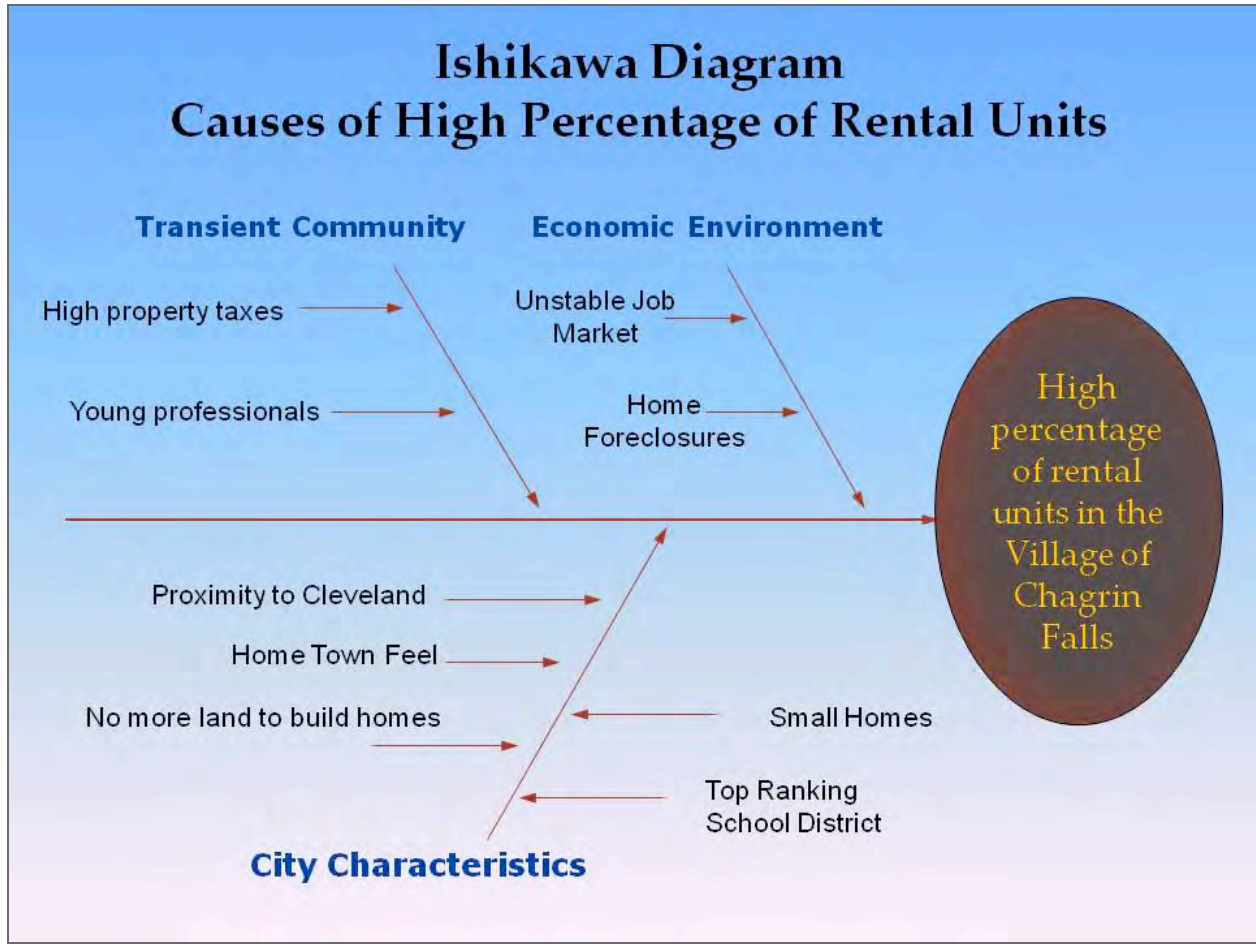 Ishikawa Diagram
Causes of High Percentage of Rental Units
Transient Community
Economic Environment
High property taxes
Young professionals
Unstable Job
Market
Home
Foreclosures
High
percentage
of rental
units in the
Village of
Chagrin
Falls
Proximity to Cleveland
Home Town Feel
No more land to build homes
Small Homes
Top Ranking
School District
City Characteristics